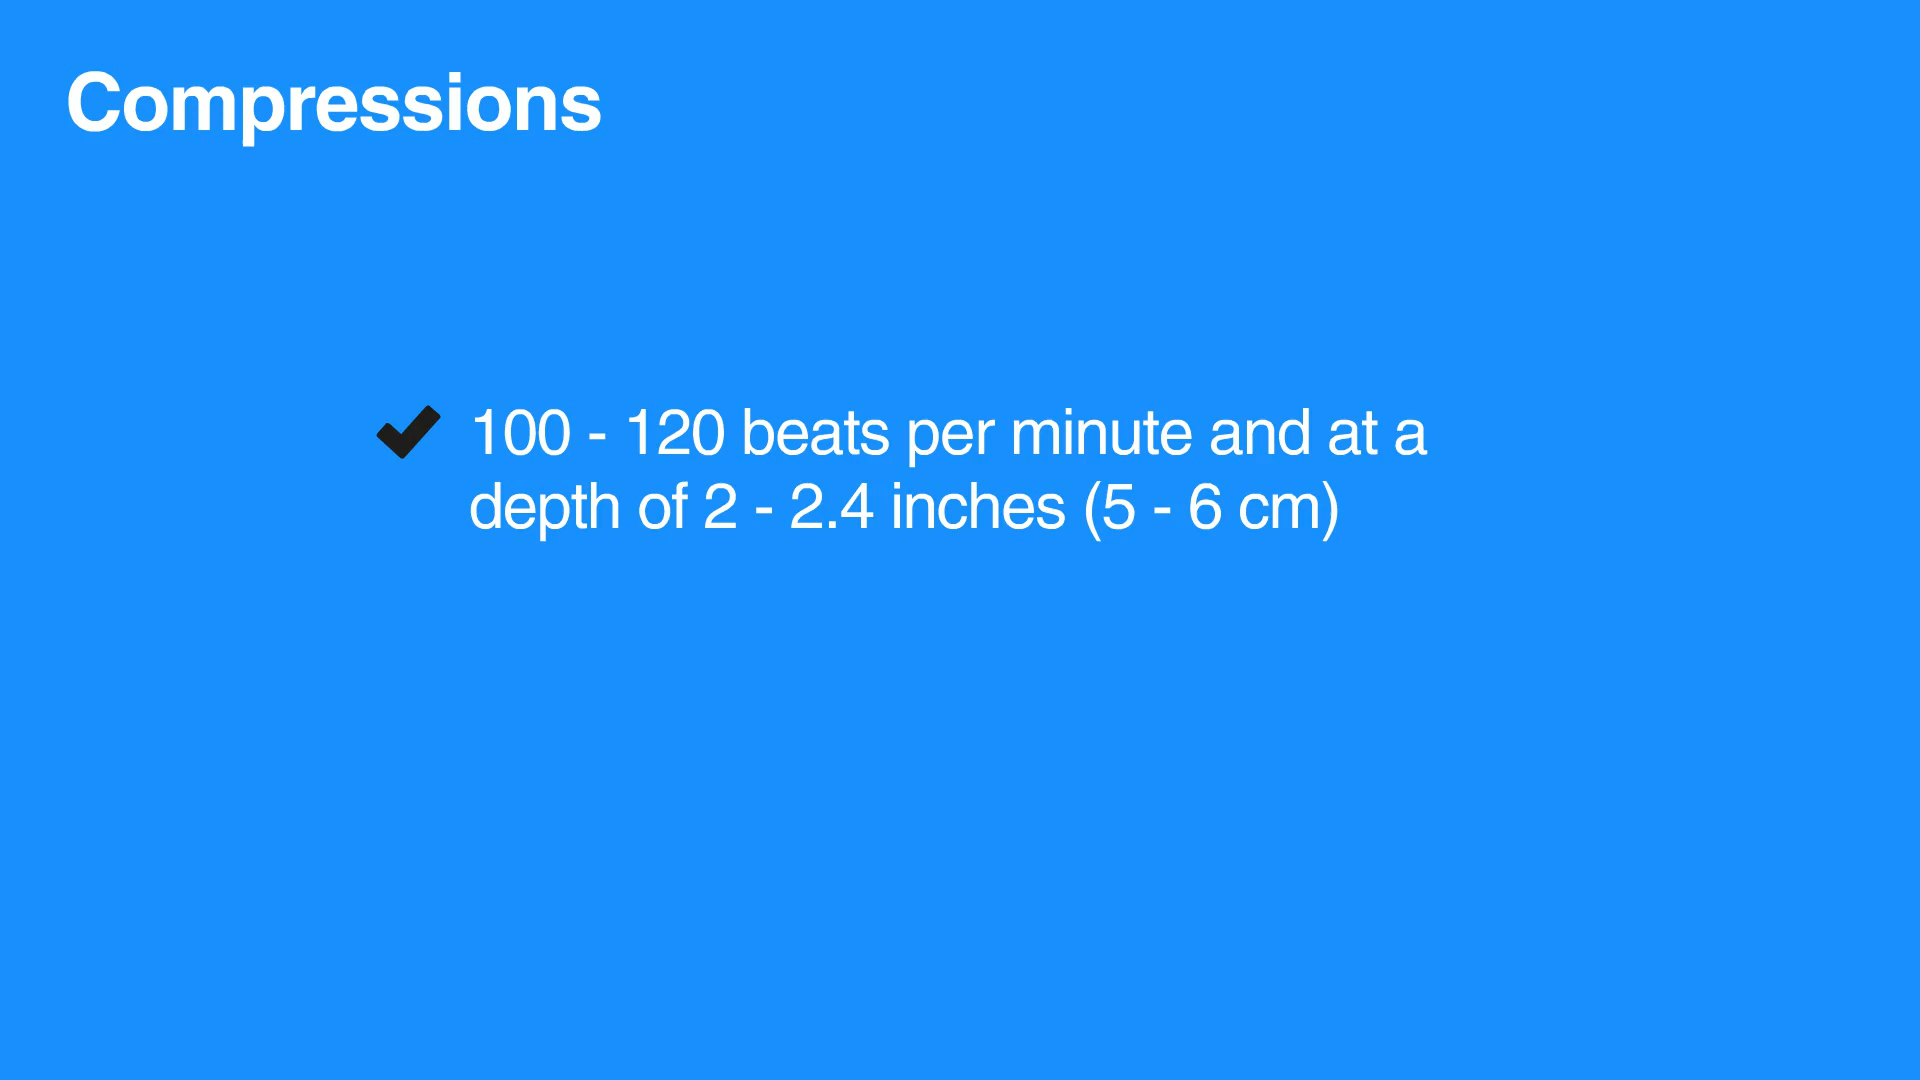 Compressions
100 - 120 beats per minute and at a
depth of 2 - 2.4 inches (5 - 6 cm)